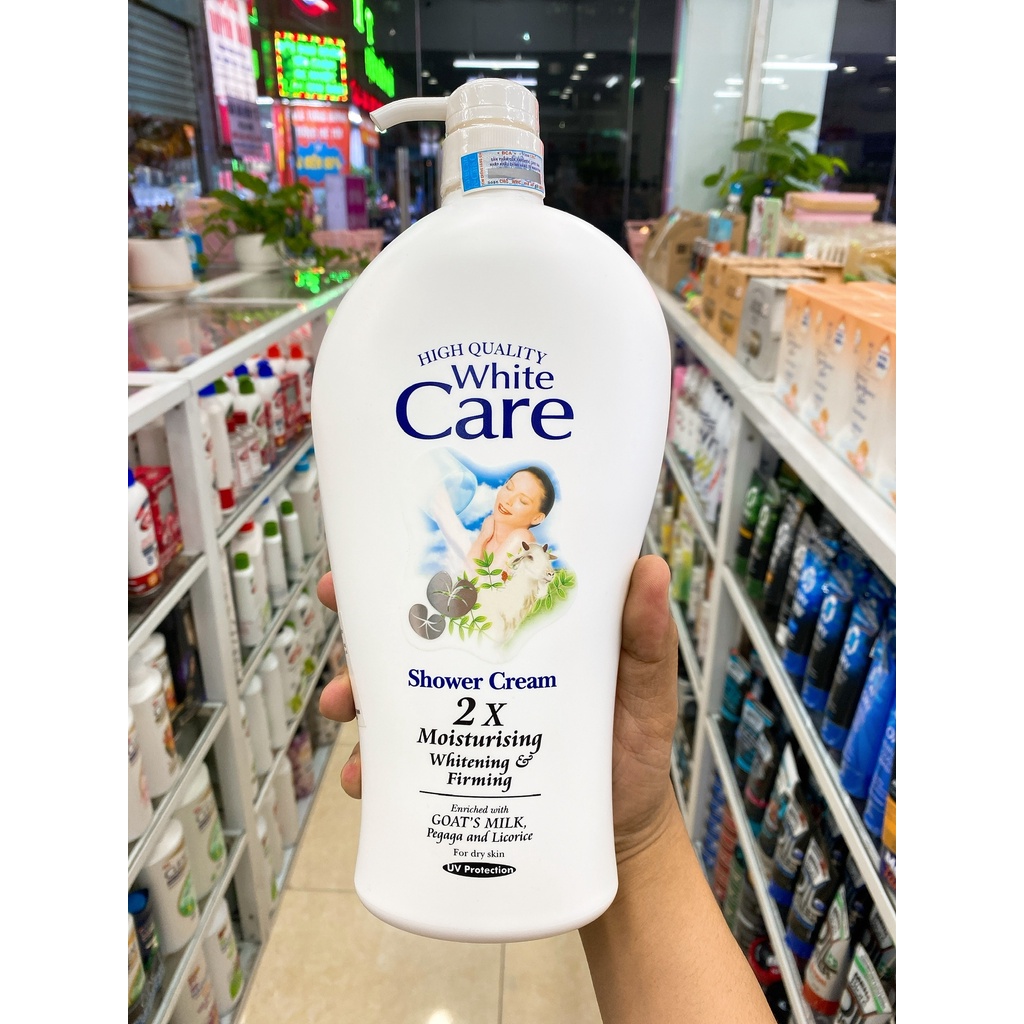 HIGH QUALITY
White
Care
Shower Cream
2 X
Moisturising
Whitening &
Firming
Enriched with
GOAT'S MILK,
Pegaga and Licorice
For dry skin
UV Protection